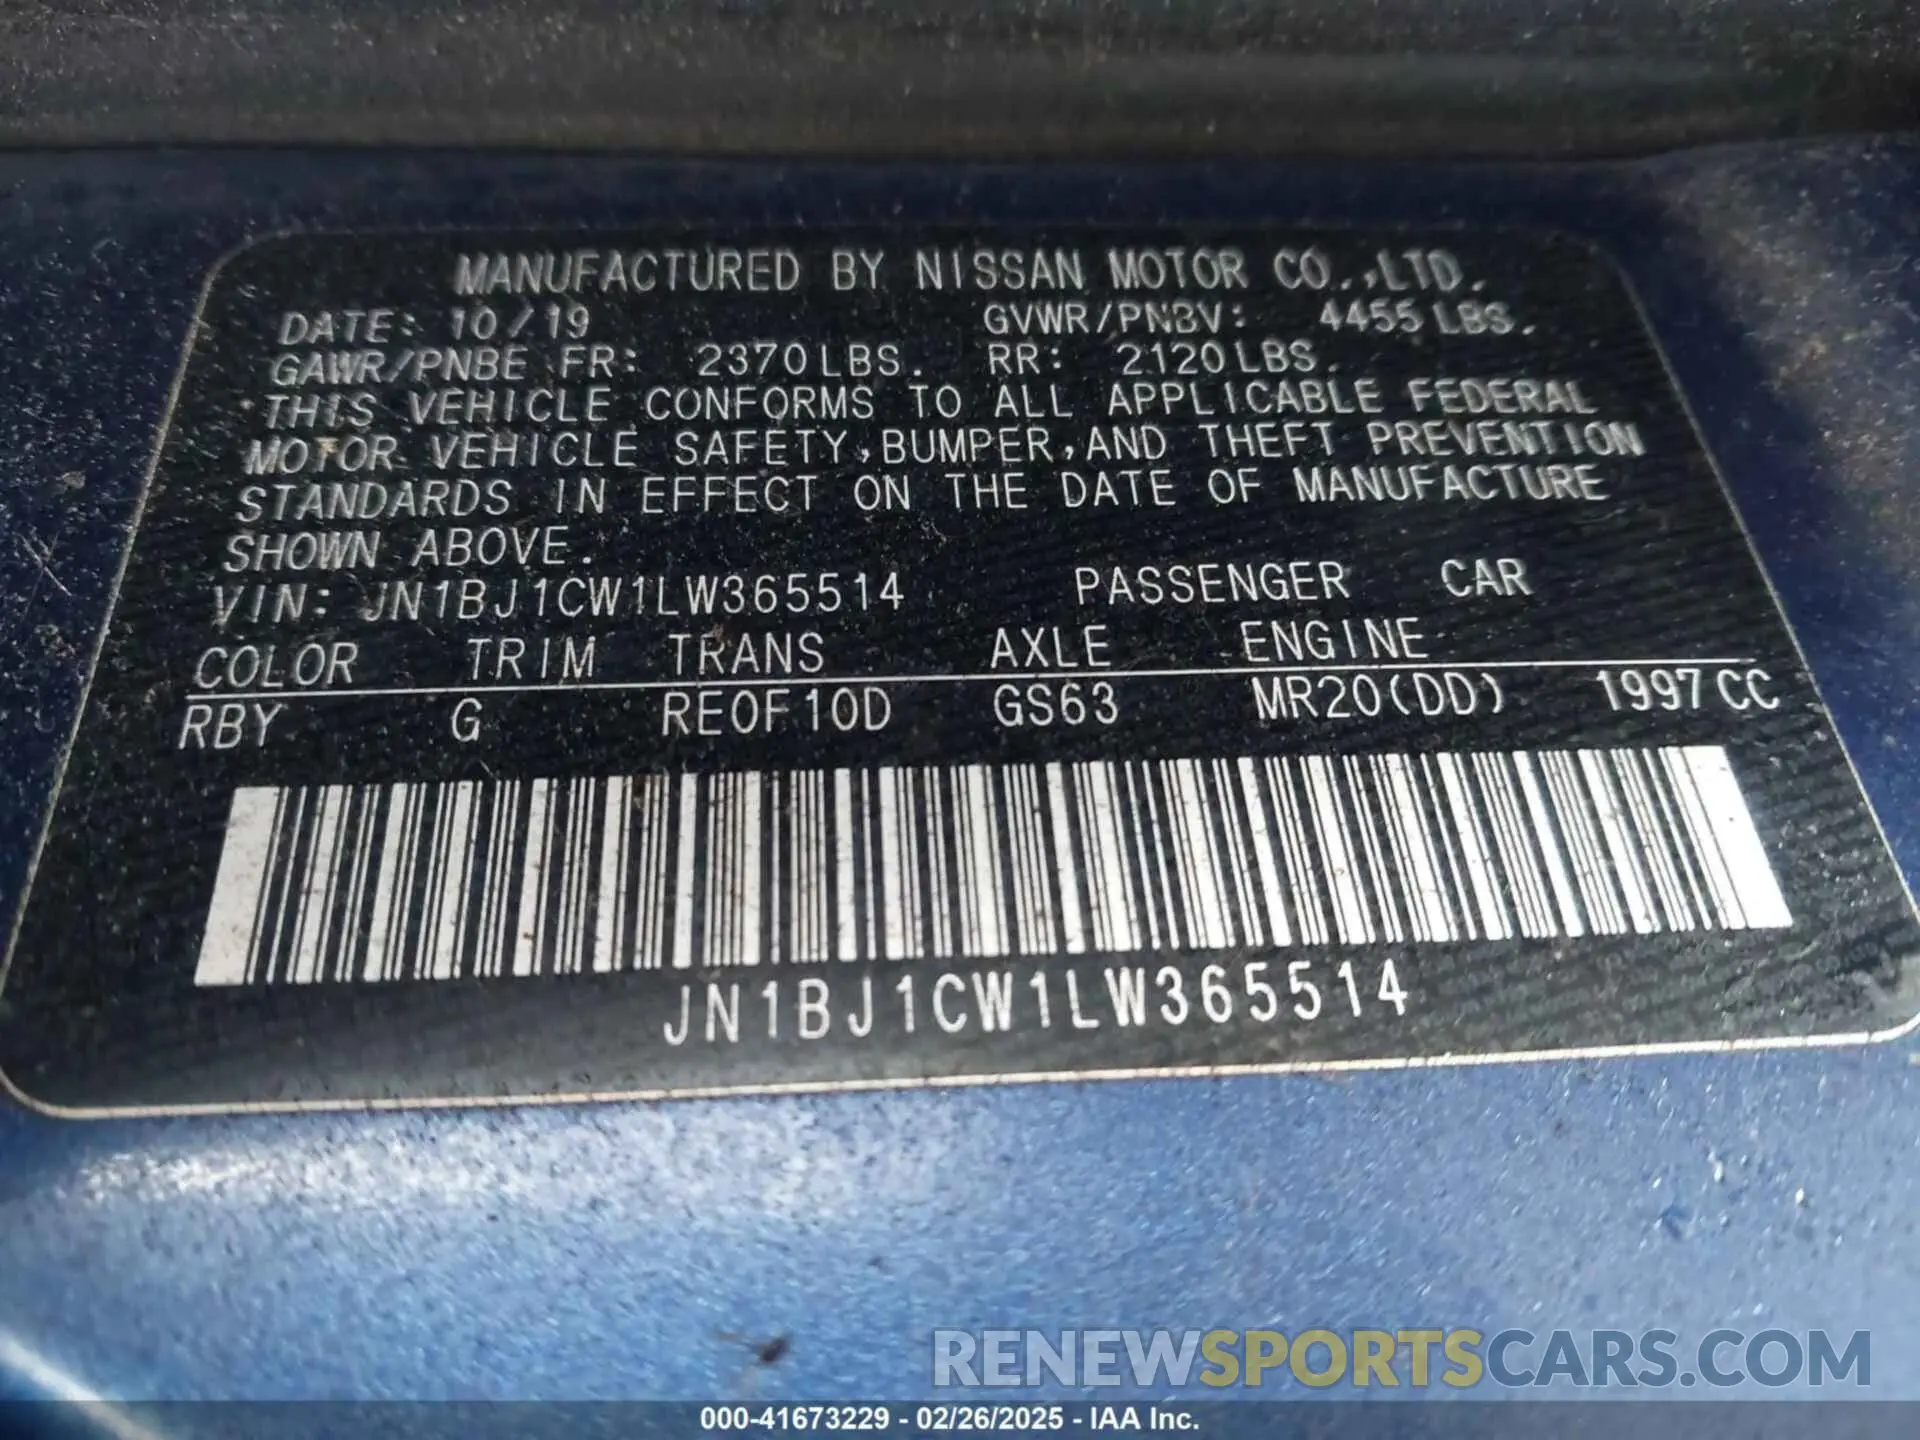 MANUFACTURED BY NISSAN MOTOR CO.,LTD.
DATE: 10/19 GVWR/PNBV: 4455 LBS.
GAWR/PNBE FR: 2370 LBS. RR: 2120 LBS.
THIS VEHICLE CONFORMS TO ALL APPLICABLE FEDERAL
MOTOR VEHICLE SAFETY,BUMPER,AND THEFT PREVENTION
STANDARDS IN EFFECT ON THE DATE OF MANUFACTURE
SHOWN ABOVE.
VIN: JN1BJ1CW1LW365514 PASSENGER CAR
COLOR TRIM TRANS AXLE ENGINE
RBY G RE0F10D GS63 MR20(DD) 1997 CC
JN1BJ1CW1LW365514
RENEWSPORTSCARS.COM
000-41673229 - 02/26/2025 - IAA Inc.